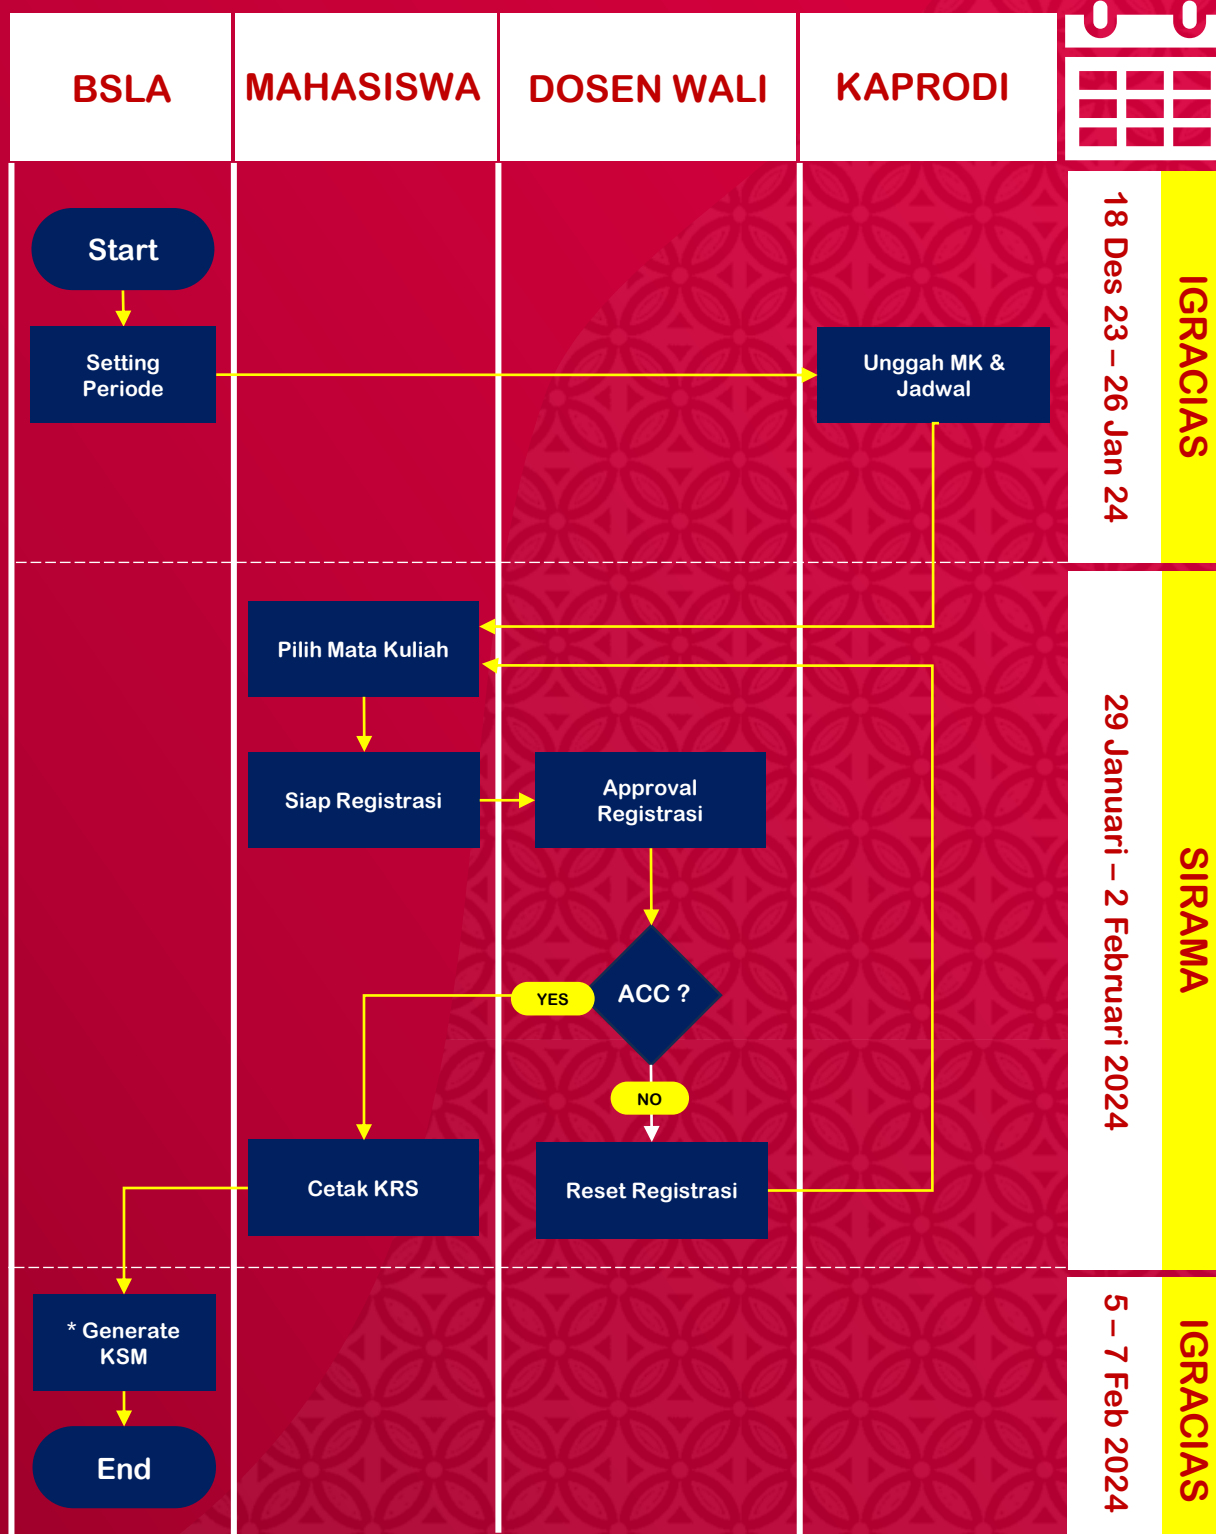 BSLA
MAHASISWA
DOSEN WALI
KAPRODI
Start
Setting
Periode
Unggah MK &
Jadwal
18 Des 23 – 26 Jan 24
IGRACIAS
Pilih Mata Kuliah
Siap Registrasi
Approval
Registrasi
ACC ?
YES
NO
Cetak KRS
Reset Registrasi
29 Januari – 2 Februari 2024
SIRAMA
* Generate
KSM
End
5 – 7 Feb 2024
IGRACIAS